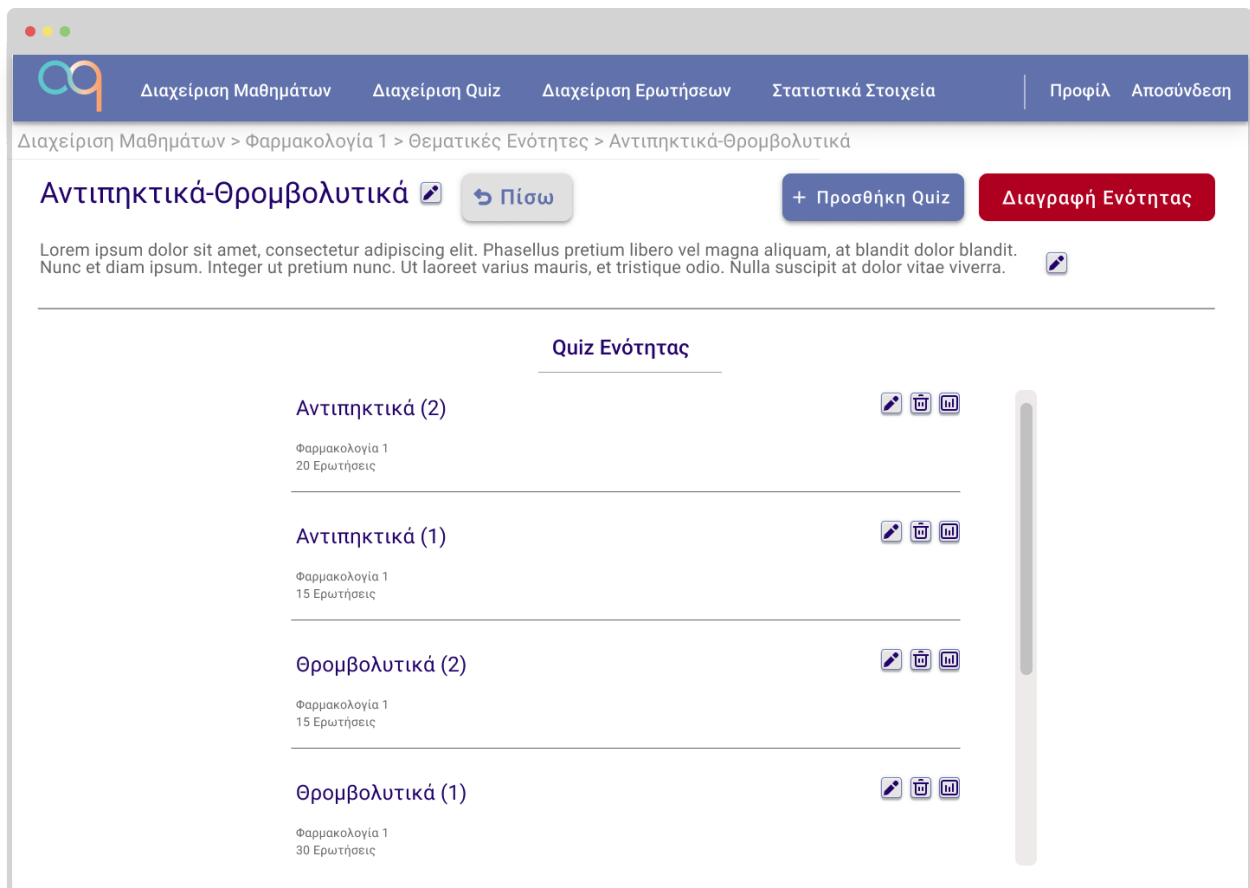 Διαχείριση Μαθημάτων Διαχείριση Quiz Διαχείριση Ερωτήσεων Στατιστικά Στοιχεία Προφίλ Αποσύνδεση
Διαχείριση Μαθημάτων > Φαρμακολογία 1 > Θεματικές Ενότητες > Αντιπηκτικά-Θρομβολυτικά
Αντιπηκτικά-Θρομβολυτικά Πίσω + Προσθήκη Quiz Διαγραφή Ενότητας
Lorem ipsum dolor sit amet, consectetur adipiscing elit. Phasellus pretium libero vel magna aliquam, at blandit dolor blandit.
Nunc et diam ipsum. Integer ut pretium nunc. Ut laoreet varius mauris, et tristique odio. Nulla suscipit at dolor vitae viverra.
Quiz Ενότητας
Αντιπηκτικά (2)
Φαρμακολογία 1
20 Ερωτήσεις
Αντιπηκτικά (1)
Φαρμακολογία 1
15 Ερωτήσεις
Θρομβολυτικά (2)
Φαρμακολογία 1
15 Ερωτήσεις
Θρομβολυτικά (1)
Φαρμακολογία 1
30 Ερωτήσεις